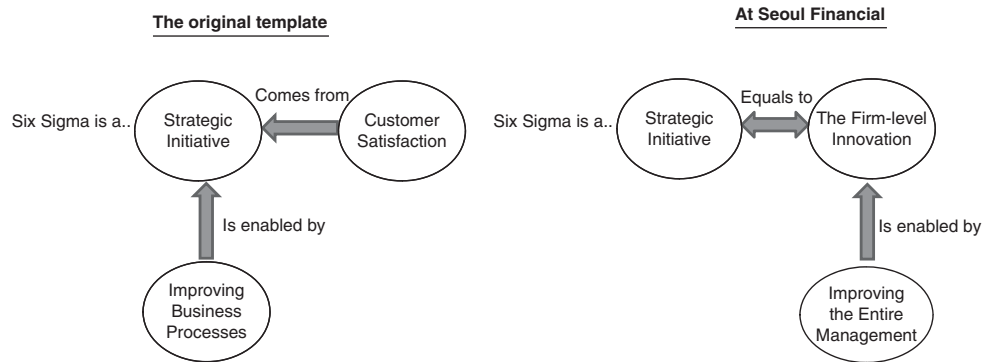 The original template
Six Sigma is a..
Strategic
Initiative
Comes from
Customer
Satisfaction
Is enabled by
Improving
Business
Processes
At Seoul Financial
Six Sigma is a..
Strategic
Initiative
Equals to
The Firm-level
Innovation
Is enabled by
Improving
the Entire
Management